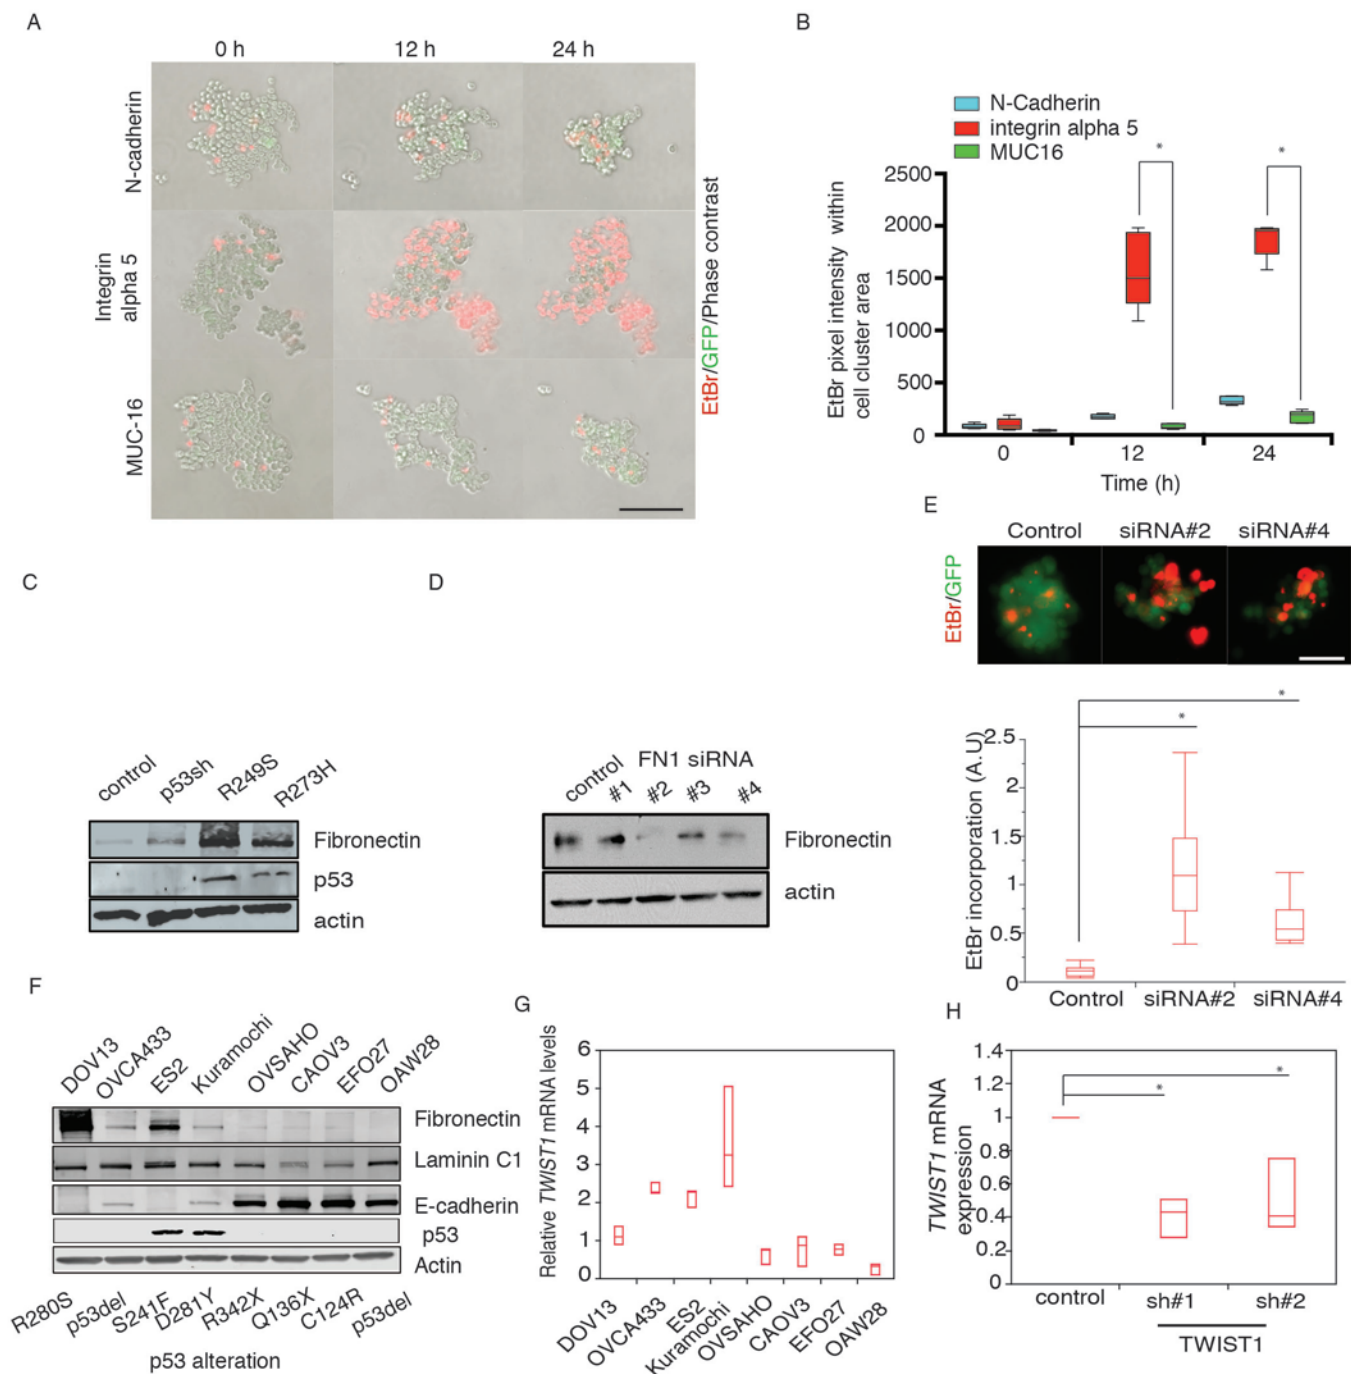 A
0 h
12 h
24 h
N-cadherin
Integrin
alpha 5
MUC-16
EtBr/GFP/Phase contrast
B
N-Cadherin
integrin alpha 5
MUC16
*
*
EtBr pixel intensity within
cell cluster area
2500
2000
1500
1000
500
0
0
12
24
Time (h)
C
control
p53sh
R249S
R273H
Fibronectin
p53
actin
D
FN1 siRNA
control
#1
#2
#3
#4
Fibronectin
actin
E
Control
siRNA#2
siRNA#4
EtBr/GFP
*
*
EtBr incorporation (A.U)
2.5
2
1.5
1
0.5
0
Control
siRNA#2
siRNA#4
F
DOV13
OVCA433
ES2
Kuramochi
OVSAHO
CAOV3
EFO27
OAW28
Fibronectin
Laminin C1
E-cadherin
p53
Actin
R280S
p53del
S241F
D281Y
R342X
Q136X
C124R
p53del
p53 alteration
G
Relative TWIST1 mRNA levels
6
5
4
3
2
1
0
DOV13
OVCA433
ES2
Kuramochi
OVSAHO
CAOV3
EFO27
OAW28
H
TWIST1 mRNA
expression
1.4
1.2
1
0.8
0.6
0.4
0.2
0
*
*
control
sh#1
sh#2
TWIST1